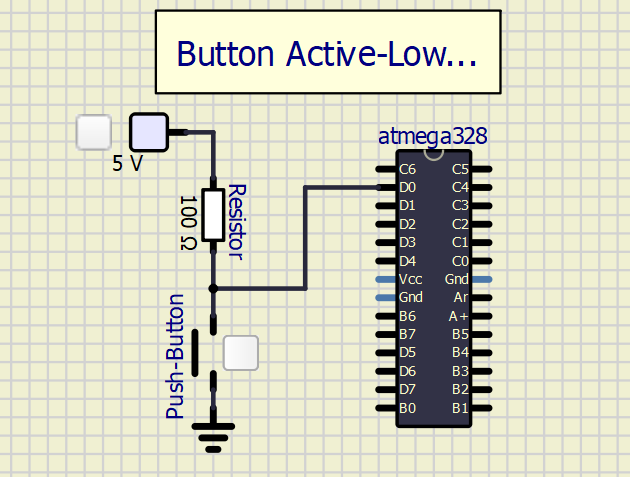 Button Active-Low...
atmega328
5 V
Resistor
100 Ω
Push-Button
C6 C5
D0 C4
D1 C3
D2 C2
D3 C1
D4 C0
Vcc Gnd
Gnd Ar
B6 A+
B7 B5
D5 B4
D6 B3
D7 B2
B0 B1